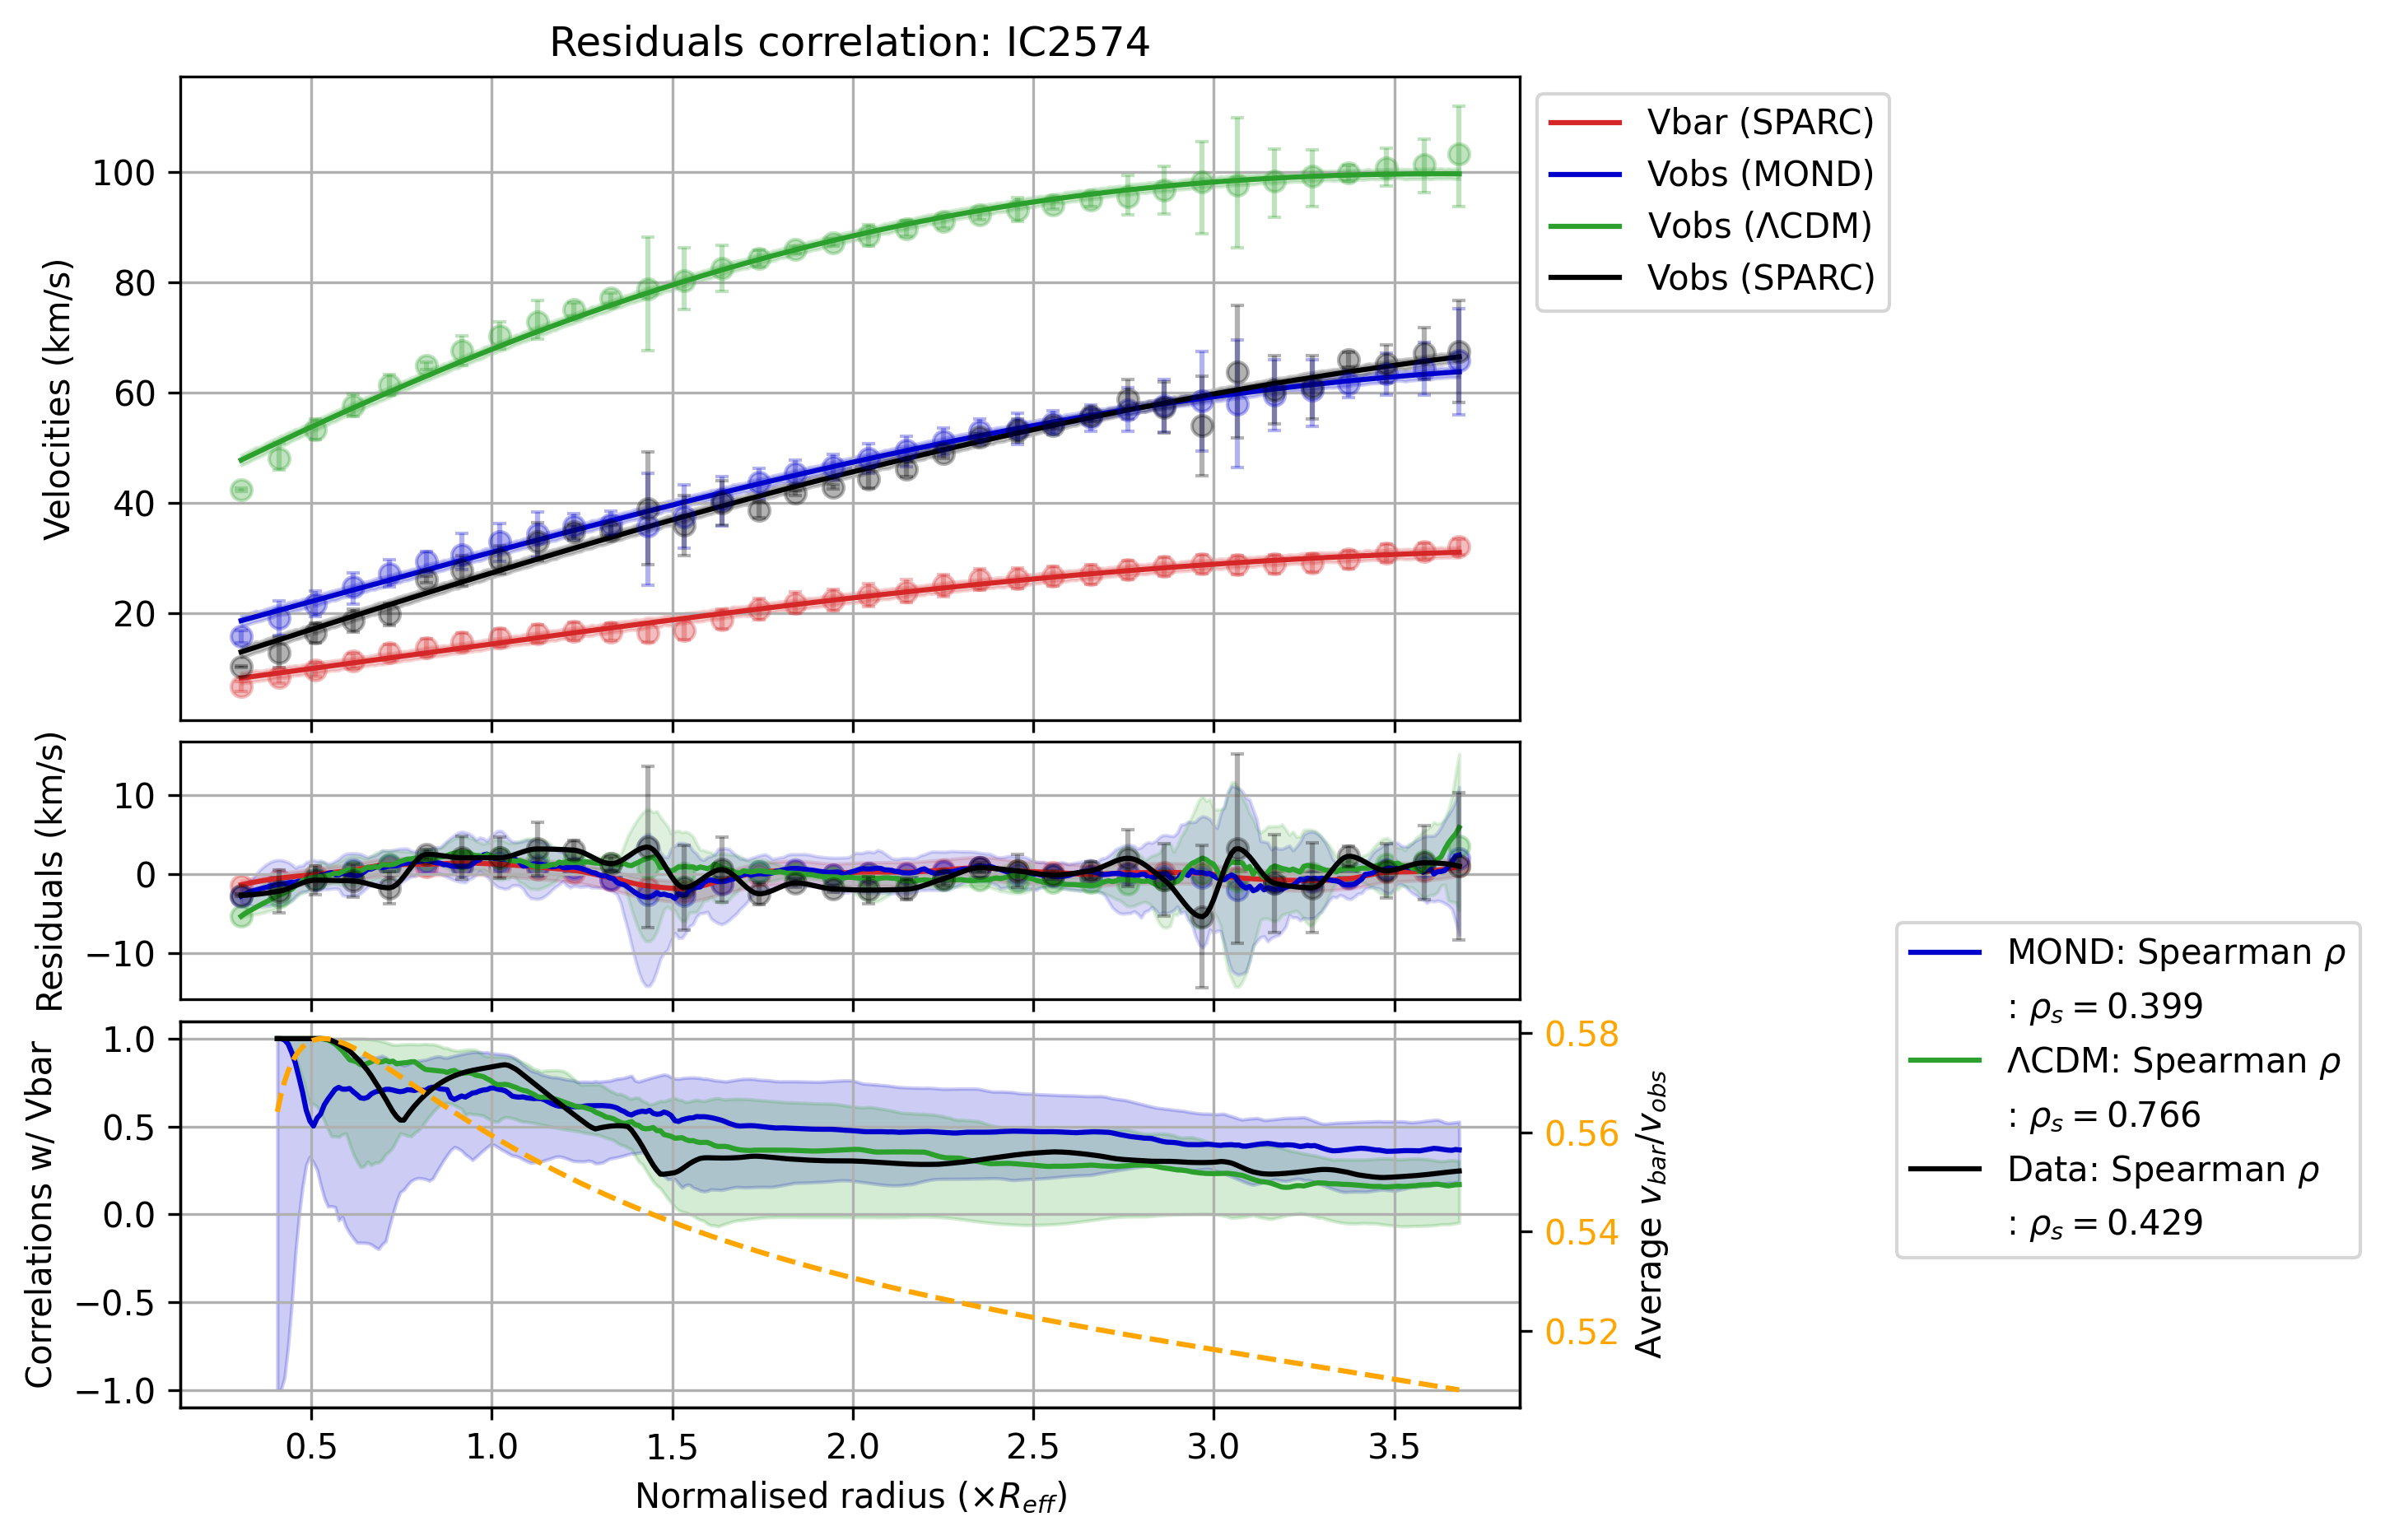 Residuals correlation: IC2574
Velocities (km/s)
100
80
60
40
20
Vbar (SPARC)
Vobs (MOND)
Vobs (ΛCDM)
Vobs (SPARC)
Residuals (km/s)
10
0
−10
Correlations w/ Vbar
1.0
0.5
0.0
−0.5
−1.0
0.58
0.56
0.54
0.52
Average v_bar/v_obs
MOND: Spearman ρ
: ρ_s = 0.399
ΛCDM: Spearman ρ
: ρ_s = 0.766
Data: Spearman ρ
: ρ_s = 0.429
0.5 1.0 1.5 2.0 2.5 3.0 3.5
Normalised radius (×R_eff)